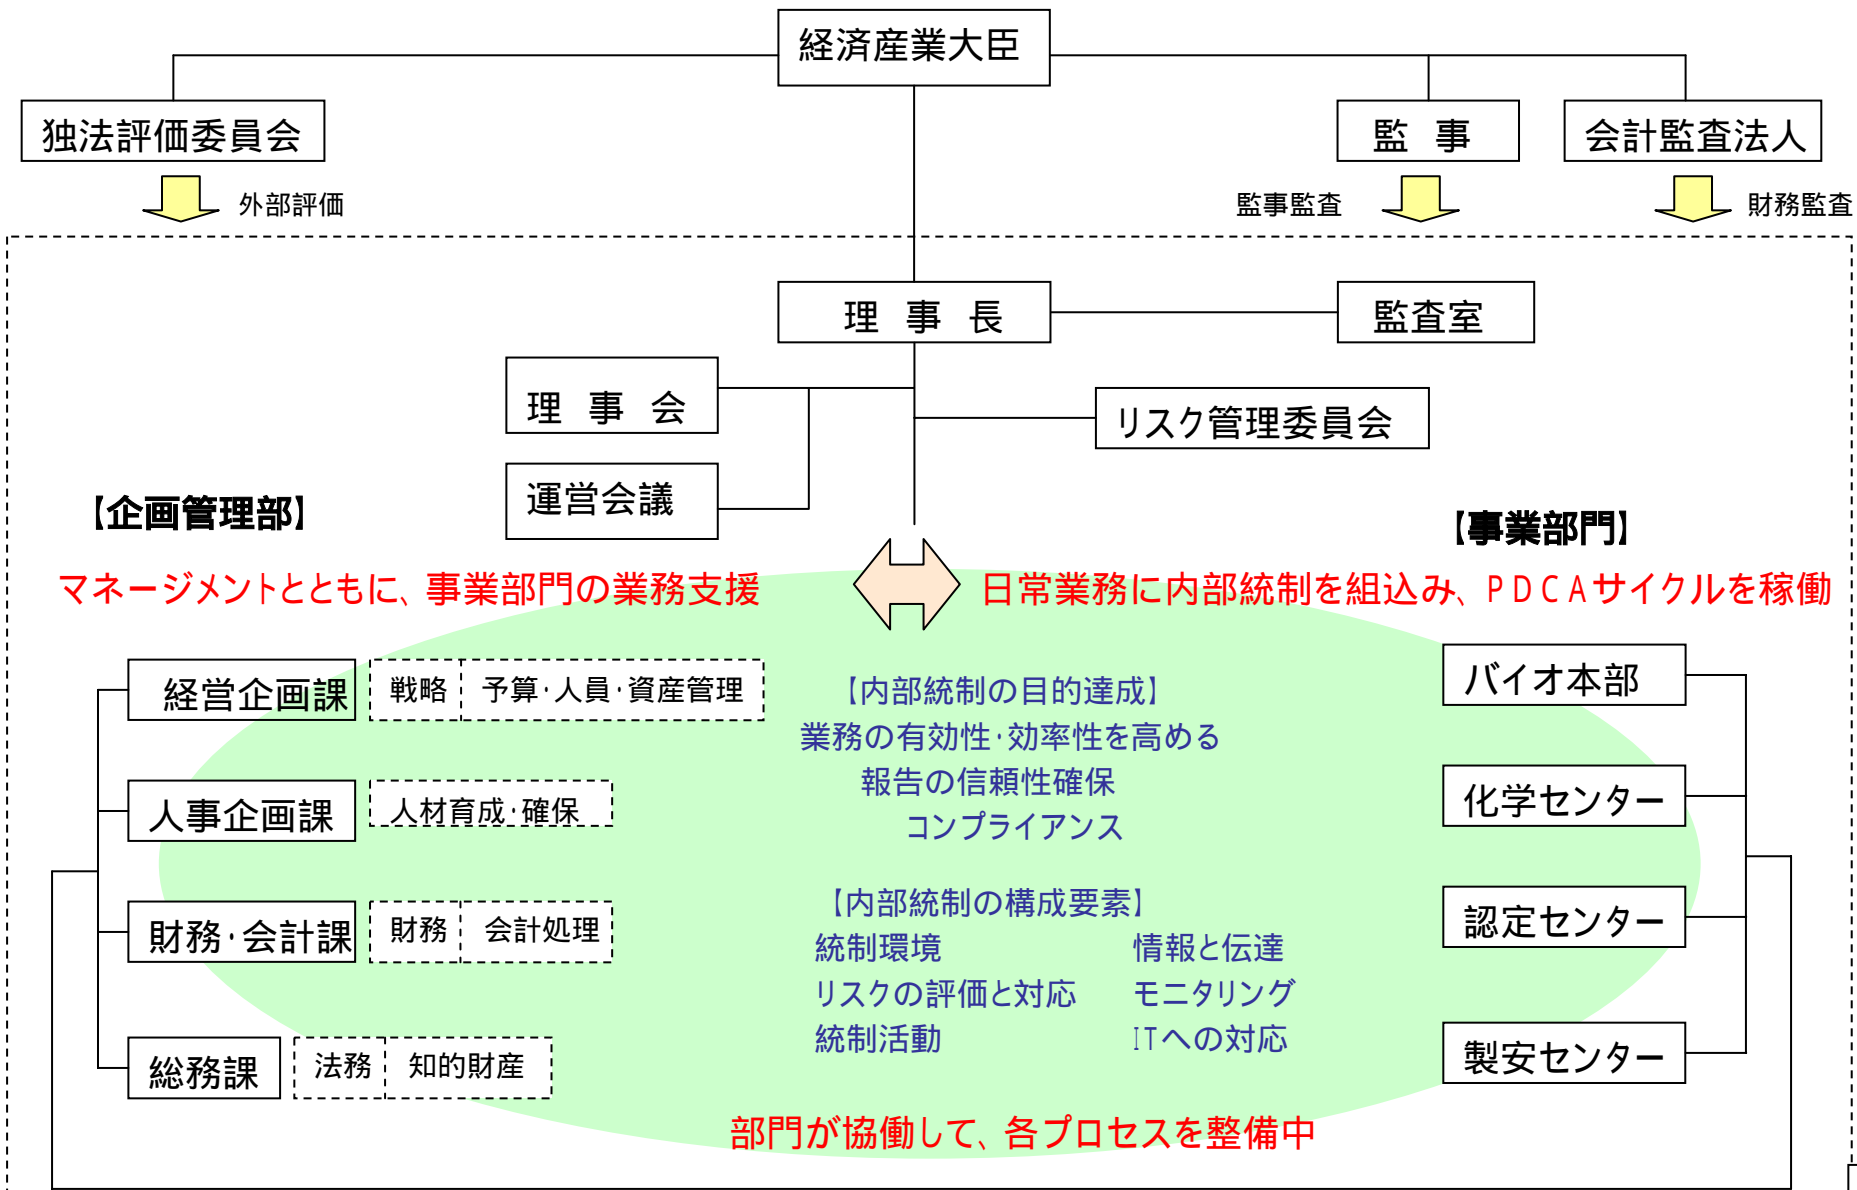 経済産業大臣
独法評価委員会
監 事
会計監査法人
外部評価
監事監査
財務監査
理 事 長
監査室
理 事 会
リスク管理委員会
運営会議
【企画管理部】
【事業部門】
マネージメントとともに、事業部門の業務支援
日常業務に内部統制を組込み、PDCAサイクルを稼働
経営企画課
戦略
予算・人員・資産管理
人事企画課
人材育成・確保
財務・会計課
財務
会計処理
総務課
法務
知的財産
【内部統制の目的達成】
業務の有効性・効率性を高める
報告の信頼性確保
コンプライアンス
【内部統制の構成要素】
統制環境
情報と伝達
リスクの評価と対応
モニタリング
統制活動
ITへの対応
バイオ本部
化学センター
認定センター
製安センター
部門が協働して、各プロセスを整備中